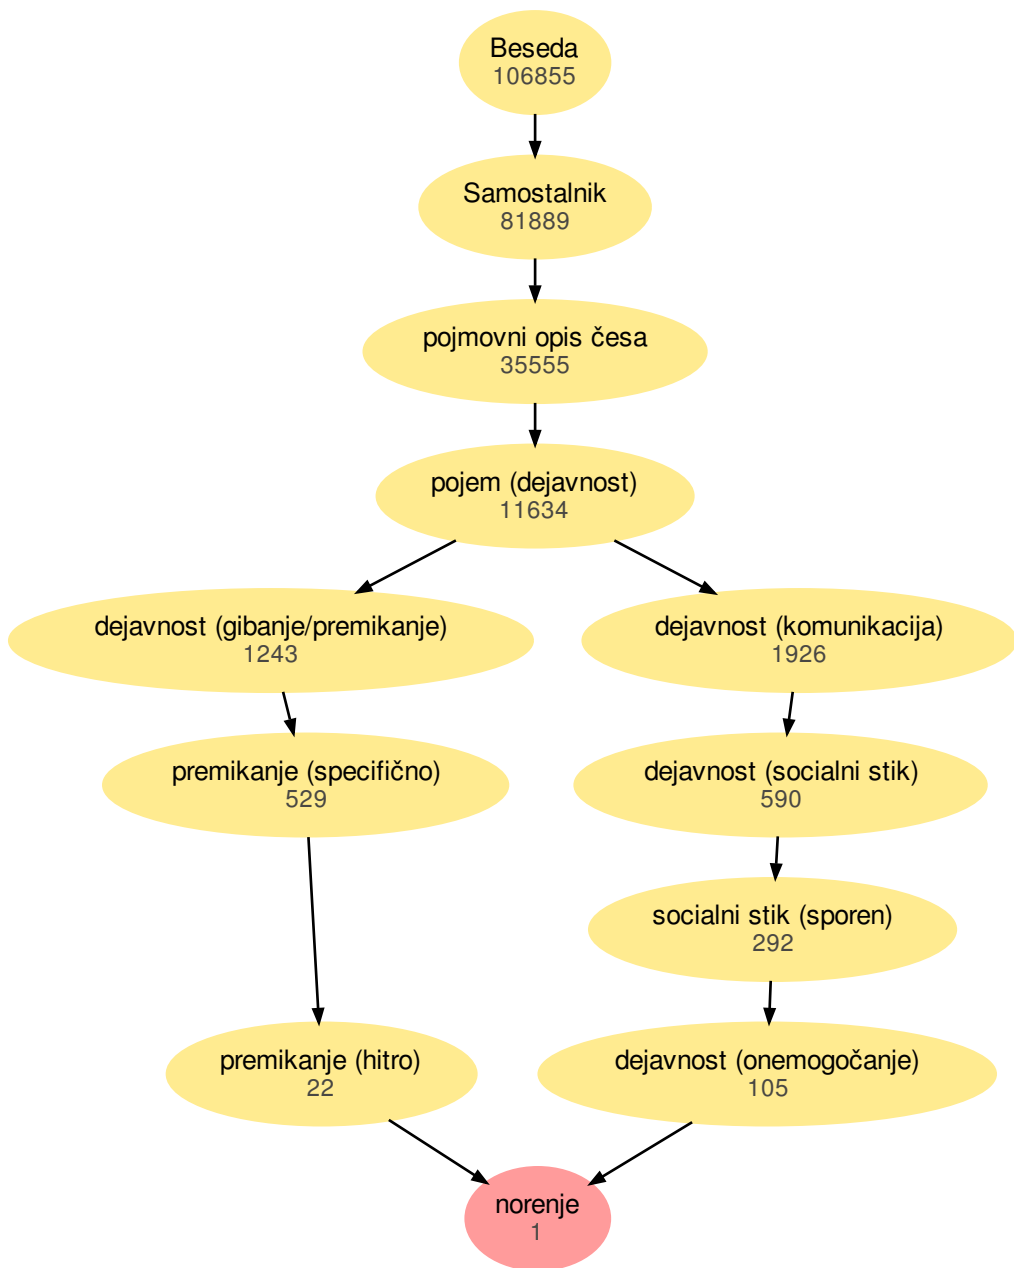 Beseda
106855
Samostalnik
81889
pojmovni opis česa
35555
pojem (dejavnost)
11634
dejavnost (gibanje/premikanje)
1243
dejavnost (komunikacija)
1926
premikanje (specifično)
529
dejavnost (socialni stik)
590
socialni stik (sporen)
292
premikanje (hitro)
22
dejavnost (onemogočanje)
105
norenje
1